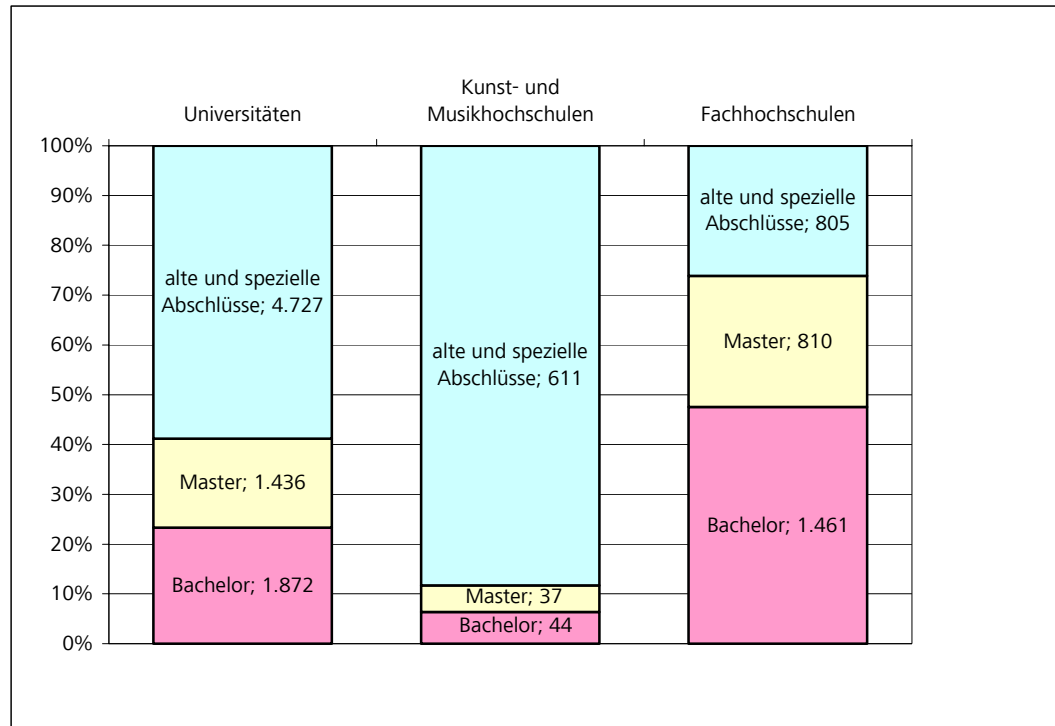 Universitäten
Kunst- und
Musikhochschulen
Fachhochschulen
100%
90%
80%
70%
60%
50%
40%
30%
20%
10%
0%
alte und spezielle
Abschlüsse; 4.727
Master; 1.436
Bachelor; 1.872
alte und spezielle
Abschlüsse; 611
Master; 37
Bachelor; 44
alte und spezielle
Abschlüsse; 805
Master; 810
Bachelor; 1.461